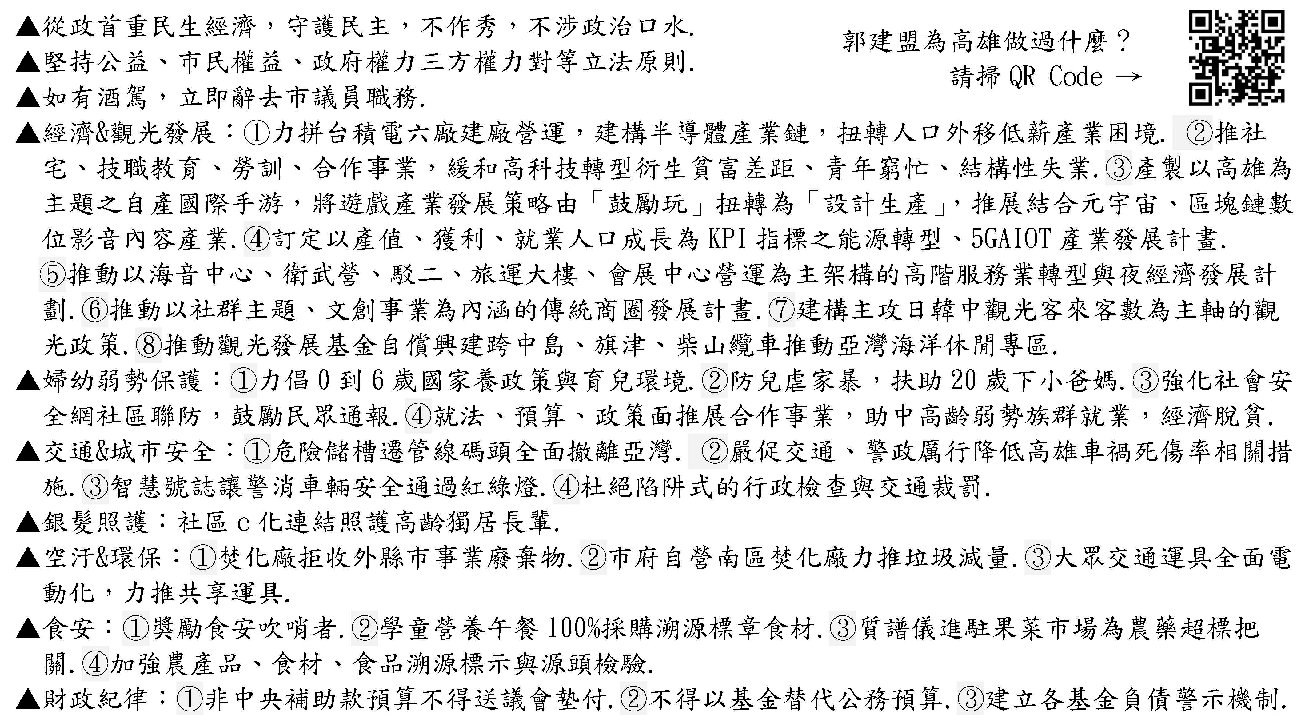 ▲從政首重民生經濟，守護民主，不作秀，不涉政治口水.
▲堅持公益、市民權益、政府權力三方權力對等立法原則.
▲如有酒駕，立即辭去市議員職務.
郭建盟為高雄做過什麼？
請掃 QR Code →
▲經濟&觀光發展：①力拼台積電六廠建廠營運，建構半導體產業鏈，扭轉人口外移低薪產業困境. ②推社
宅、技職教育、勞訓、合作事業，緩和高科技轉型衍生貧富差距、青年窮忙、結構性失業.③產製以高雄為
主題之自產國際手游，將遊戲產業發展策略由「鼓勵玩」扭轉為「設計生產」，推展結合元宇宙、區塊鏈數
位影音內容產業.④訂定以產值、獲利、就業人口成長為 KPI 指標之能源轉型、5GAIOT 產業發展計畫.
⑤推動以海音中心、衛武營、駁二、旅運大樓、會展中心營運為主架構的高階服務業轉型與夜經濟發展計
劃.⑥推動以社群主題、文創事業為內涵的傳統商圈發展計畫.⑦建構主攻日韓中觀光客來客數為主軸的觀
光政策.⑧推動觀光發展基金自償興建跨中島、旗津、柴山纜車推動亞灣海洋休閒專區.
▲婦幼弱勢保護：①力倡 0 到 6 歲國家養政策與育兒環境.②防兒虐家暴，扶助 20 歲下小爸媽.③強化社會安
全網社區聯防，鼓勵民眾通報.④就法、預算、政策面推展合作事業，助中高齡弱勢族群就業，經濟脫貧.
▲交通&城市安全：①危險儲槽遷管線碼頭全面撤離亞灣. ②嚴促交通、警政厲行降低高雄車禍死傷率相關措
施.③智慧號誌讓警消車輛安全通過紅綠燈.④杜絕陷阱式的行政檢查與交通裁罰.
▲銀髮照護：社區 c 化連結照護高齡獨居長輩.
▲空汙&環保：①焚化廠拒收外縣市事業廢棄物.②市府自營南區焚化廠力推垃圾減量.③大眾交通運具全面電
動化，力推共享運具.
▲食安：①獎勵食安吹哨者.②學童營養午餐 100%採購溯源標章食材.③質譜儀進駐果菜市場為農藥超標把
關.④加強農產品、食材、食品溯源標示與源頭檢驗.
▲財政紀律：①非中央補助款預算不得送議會墊付.②不得以基金替代公務預算.③建立各基金負債警示機制.